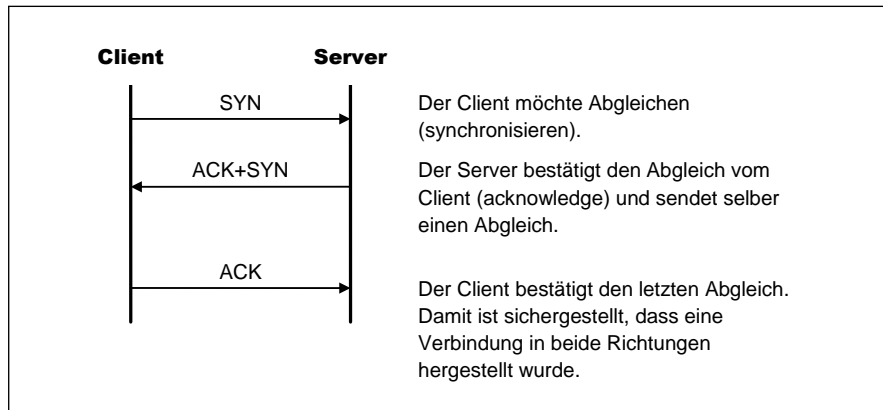 Client Server
SYN
Der Client möchte Abgleichen
(synchronisieren).
ACK+SYN
Der Server bestätigt den Abgleich vom
Client (acknowledge) und sendet selber
einen Abgleich.
ACK
Der Client bestätigt den letzten Abgleich.
Damit ist sichergestellt, dass eine
Verbindung in beide Richtungen
hergestellt wurde.